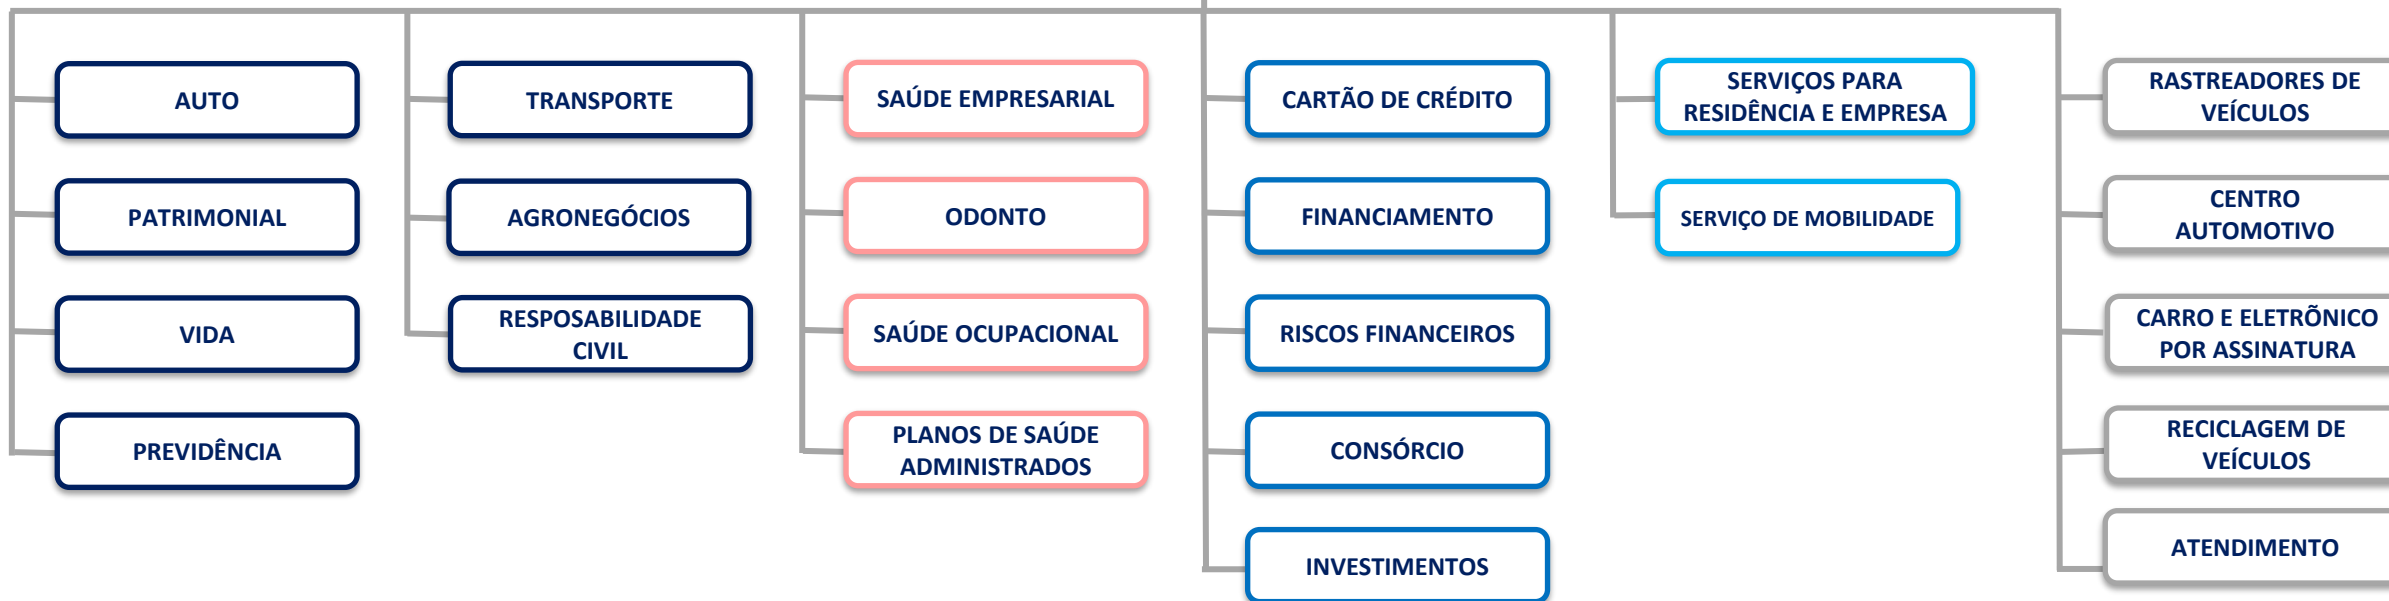 AUTO
PATRIMONIAL
VIDA
PREVIDÊNCIA
TRANSPORTE
AGRONEGÓCIOS
RESPOSABILIDADE
CIVIL
SAÚDE EMPRESARIAL
ODONTO
SAÚDE OCUPACIONAL
PLANOS DE SAÚDE
ADMINISTRADOS
CARTÃO DE CRÉDITO
FINANCIAMENTO
RISCOS FINANCEIROS
CONSÓRCIO
INVESTIMENTOS
SERVIÇOS PARA
RESIDÊNCIA E EMPRESA
SERVIÇO DE MOBILIDADE
RASTREADORES DE
VEÍCULOS
CENTRO
AUTOMOTIVO
CARRO E ELETRÕNICO
POR ASSINATURA
RECICLAGEM DE
VEÍCULOS
ATENDIMENTO